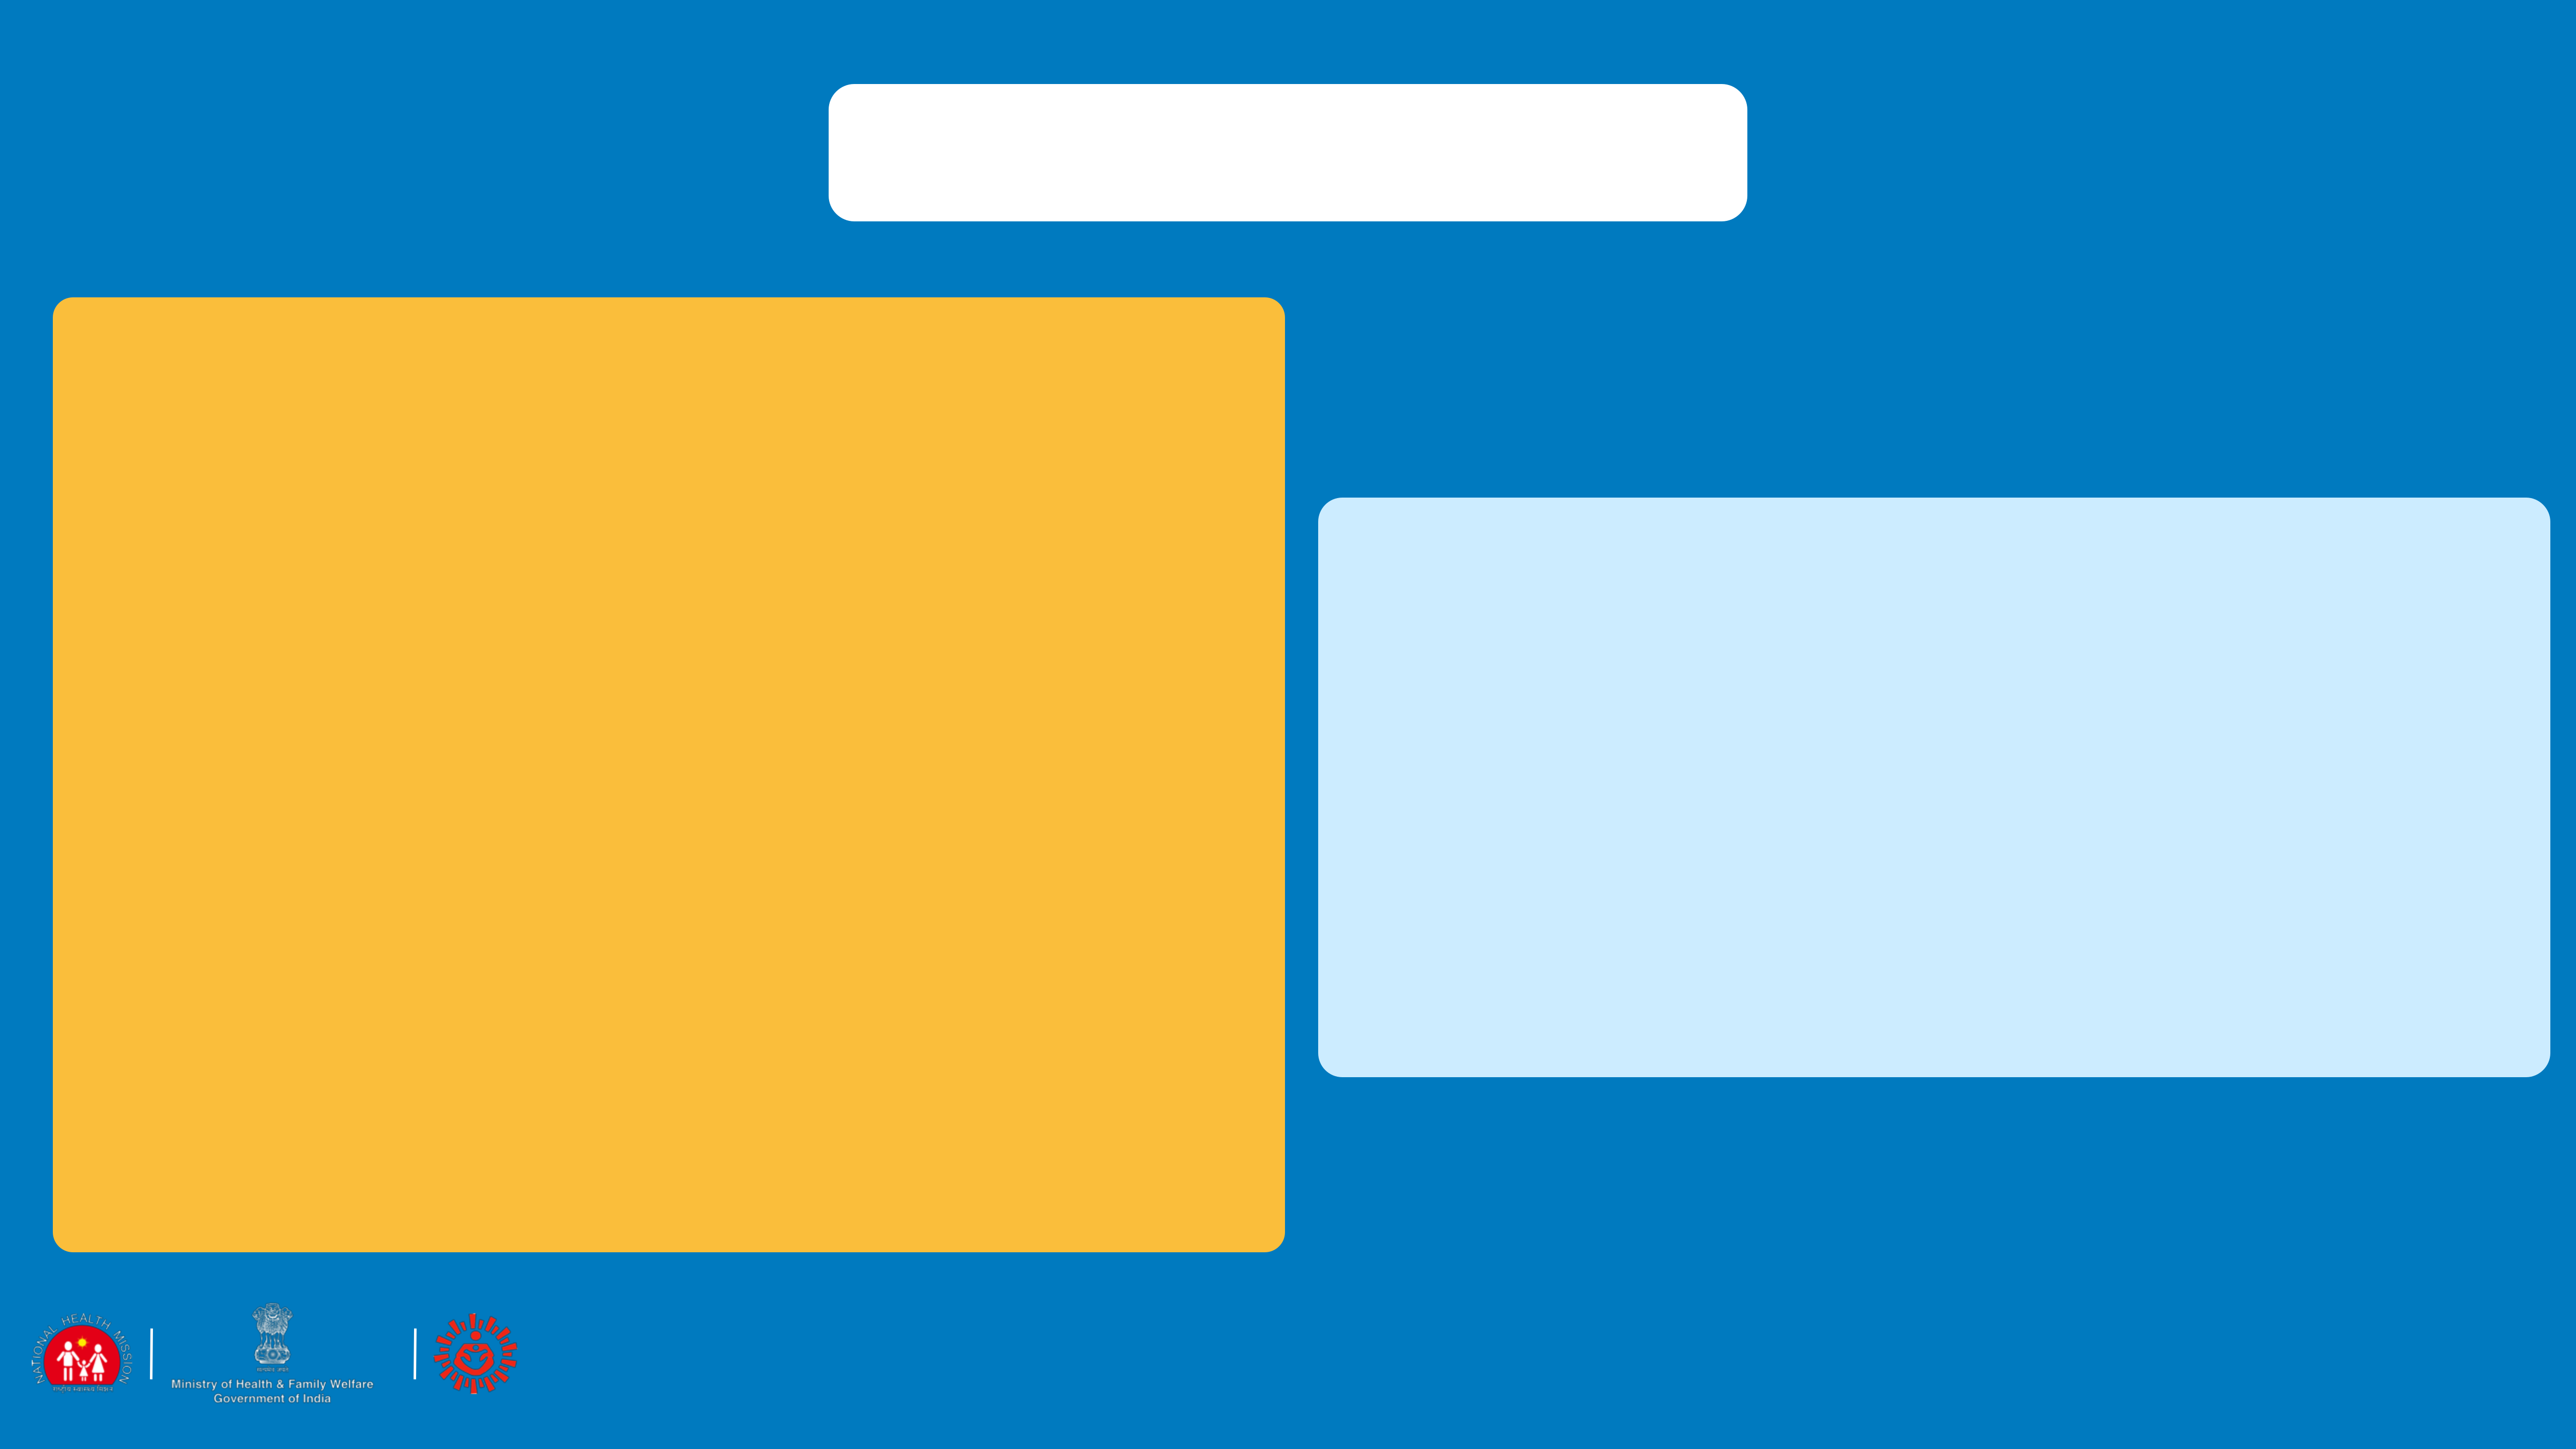 NATIONAL HEALTH MISSION
Ministry of Health & Family Welfare
Government of India